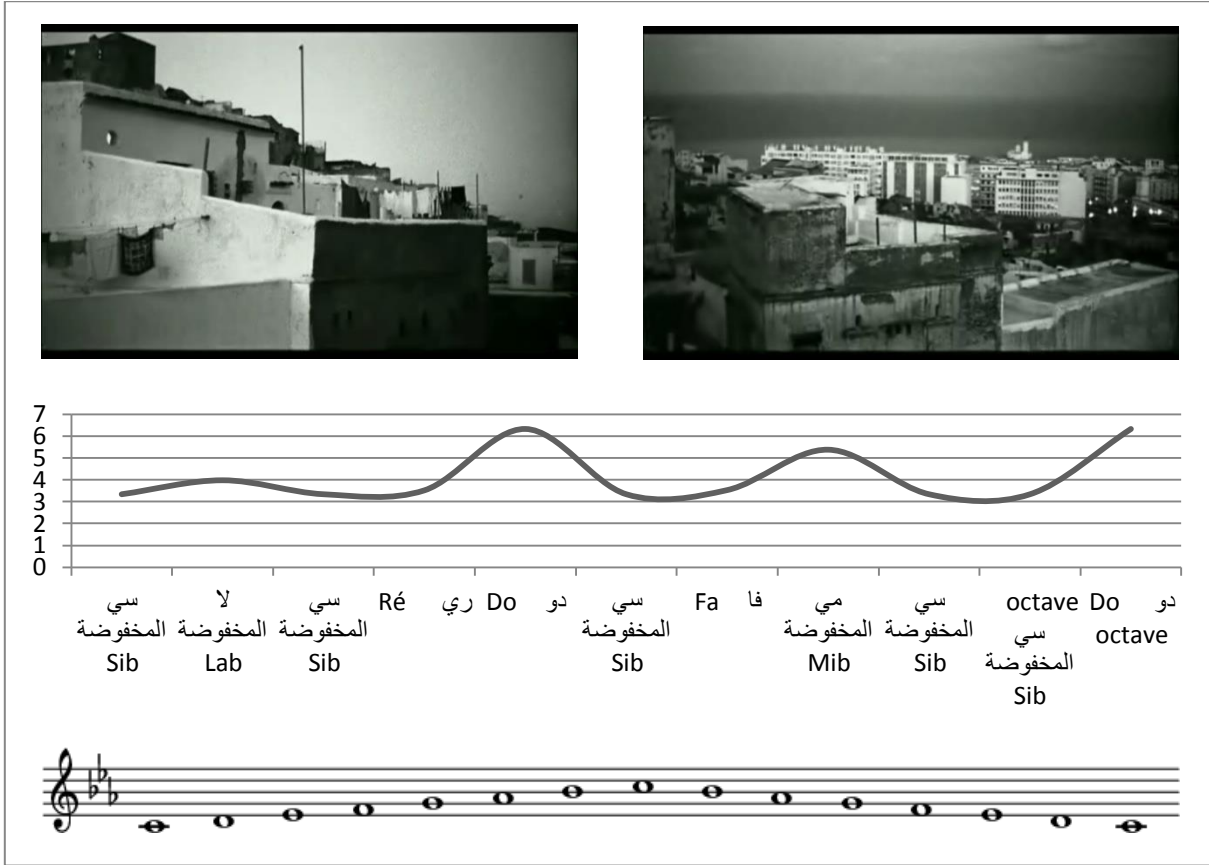 7
6
5
4
3
2
1
0
سي
المخفوضة
Sib
لا
المخفوضة
Lab
سي
المخفوضة
Sib
ري Ré
دو Do
سي
المخفوضة
Sib
فا Fa
مي
المخفوضة
Mib
سي
المخفوضة
Sib
octave
سي
المخفوضة
Sib
دو Do
octave